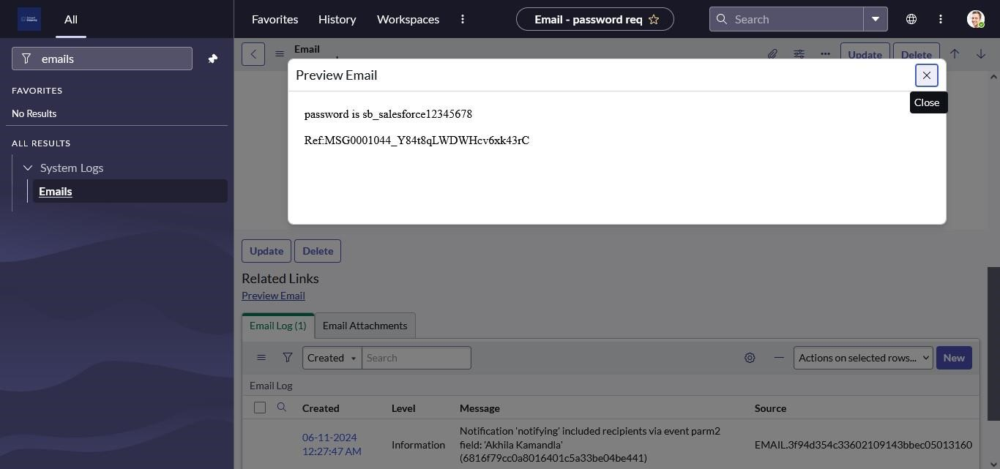 All
Favorites
History
Workspaces
Email - password req
Search
emails
FAVORITES
No Results
ALL RESULTS
System Logs
Emails
Email
Update
Delete
Preview Email
Close
password is sb_salesforce12345678
Ref:MSG0001044_Y84t8qLWDWHcv6xk43rC
Update
Delete
Related Links
Preview Email
Email Log (1)
Email Attachments
Created
Search
Actions on selected rows...
New
Email Log
Created
Level
Message
Source
06-11-2024
12:27:47 AM
Information
Notification 'notifying' included recipients via event parm2
field: 'Akhila Kamandla'
(6816f79cc0a8016401c5a33be04be441)
EMAIL.3f94d354c33602109143bbec05013160